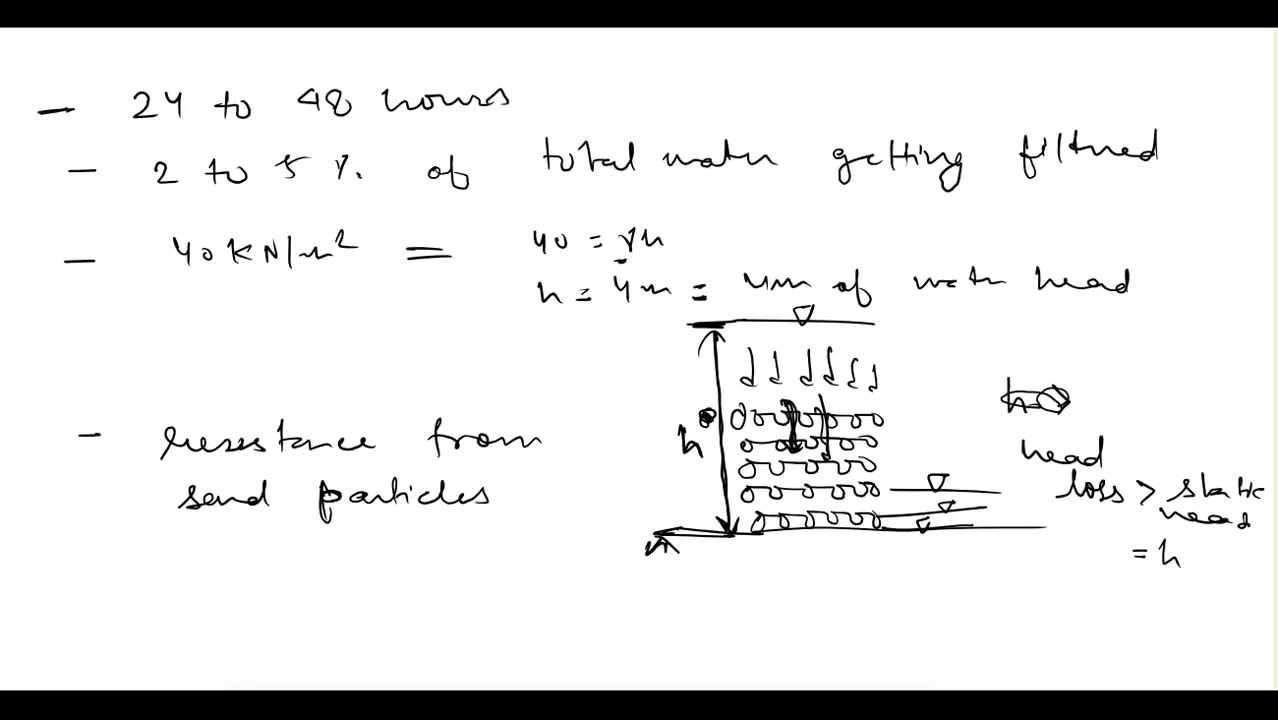 - 24 to 48 hours
- 2 to 5 %. of total water getting filtered
- 40 KN/m² = 40 = γh
h = 4m = 4m of water head
h
- resistance from
sand particles
h
head
loss > static
head
= h